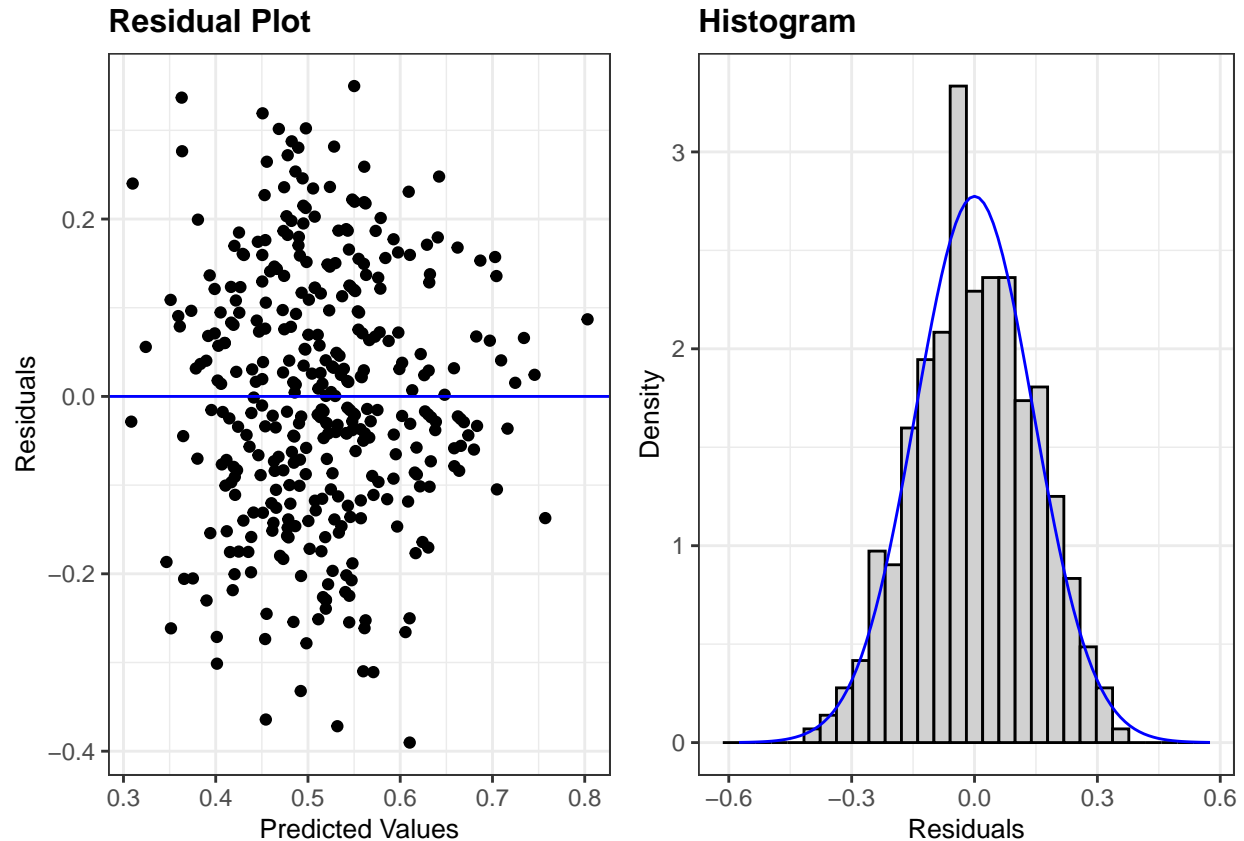 Residual Plot
Residuals
0.2
0.0
−0.2
−0.4
0.3 0.4 0.5 0.6 0.7 0.8
Predicted Values
Histogram
Density
3
2
1
0
−0.6 −0.3 0.0 0.3 0.6
Residuals